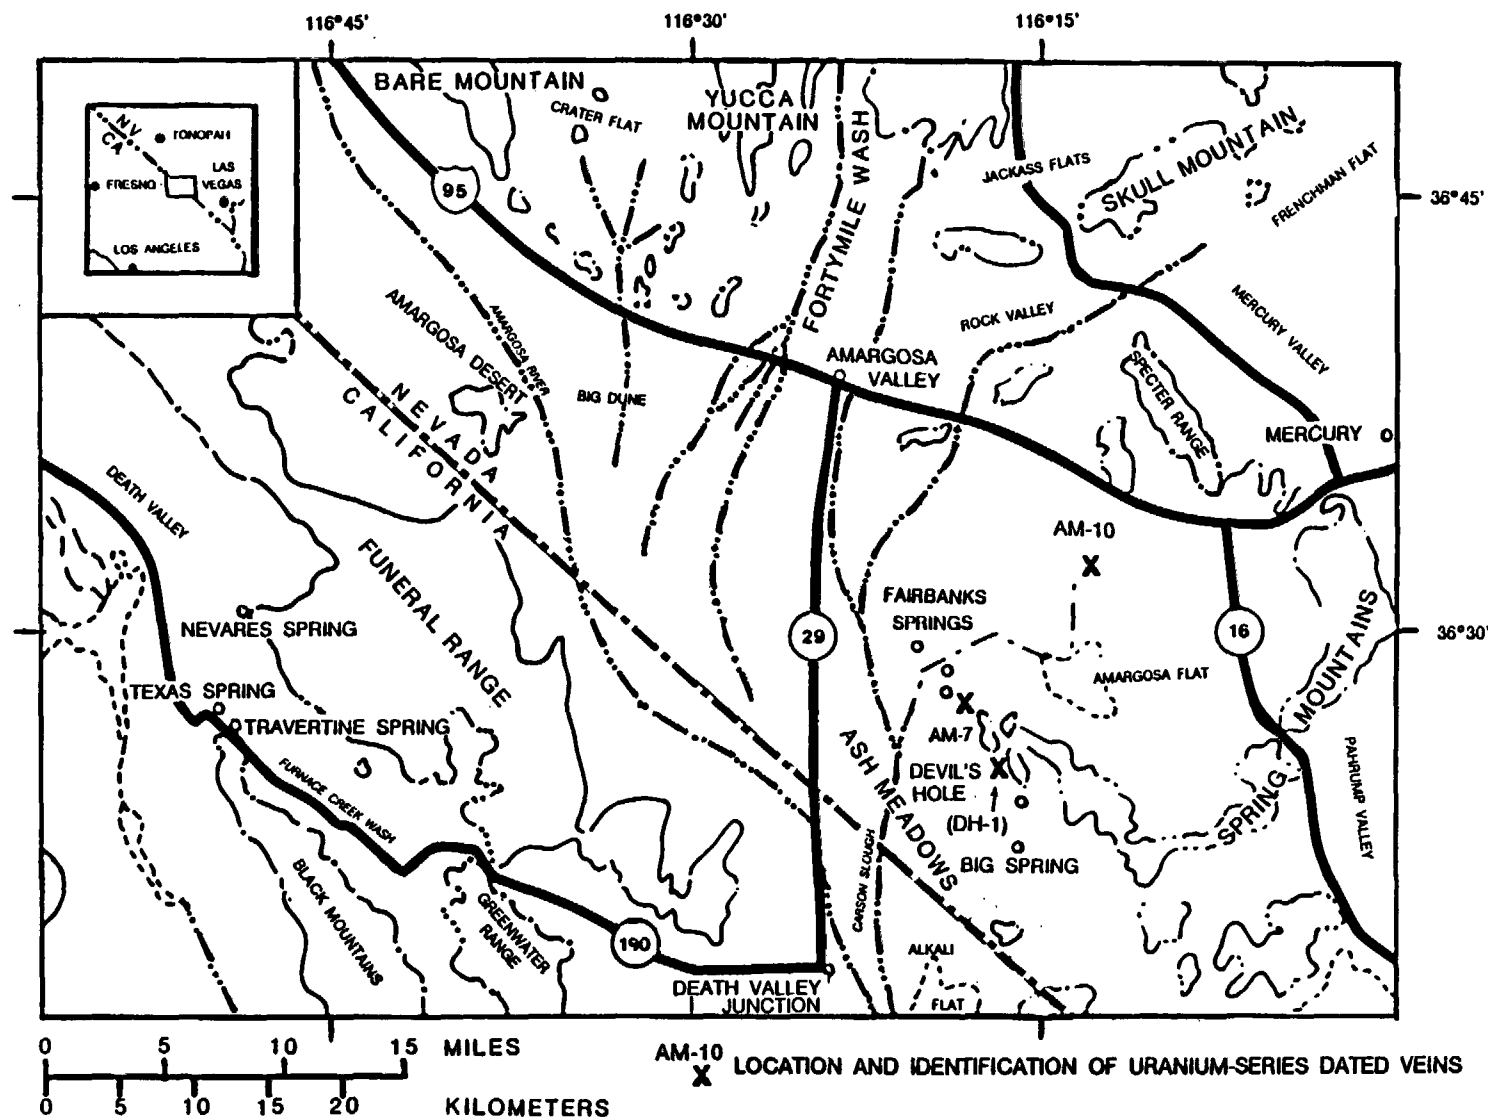 116°45'
116°30'
116°15'
BARE MOUNTAIN
CRATER FLAT
YUCCA
MOUNTAIN
FORTYMILE WASH
JACKASS FLATS
SKULL MOUNTAIN
FRENCHMAN FLAT
36°45'
NV
CA
TONOPAH
FRESNO
LAS
VEGAS
LOS ANGELES
95
AMARGOSA DESERT
AMARGOSA RIVER
NEVADA
CALIFORNIA
BIG DUNE
ROCK VALLEY
MERCURY VALLEY
AMARGOSA
VALLEY
SPECTER RANGE
MERCURY
DEATH VALLEY
FUNERAL RANGE
AM-10
X
FAIRBANKS
SPRINGS
29
16
36°30'
NEVARES SPRING
TEXAS SPRING
TRAVERTINE SPRING
AMARGOSA FLAT
SPRING MOUNTAINS
X
AM-7
ASH MEADOWS
DEVIL'S X
HOLE
(DH-1)
BIG SPRING
PAHRUMP VALLEY
FURNACE CREEK WASH
BLACK MOUNTAINS
GREENWATER
RANGE
CARSON SLOUGH
190
ALKALI
FLAT
DEATH VALLEY
JUNCTION
0 5 10 15 MILES
0 5 10 15 20 KILOMETERS
AM-10
X LOCATION AND IDENTIFICATION OF URANIUM-SERIES DATED VEINS